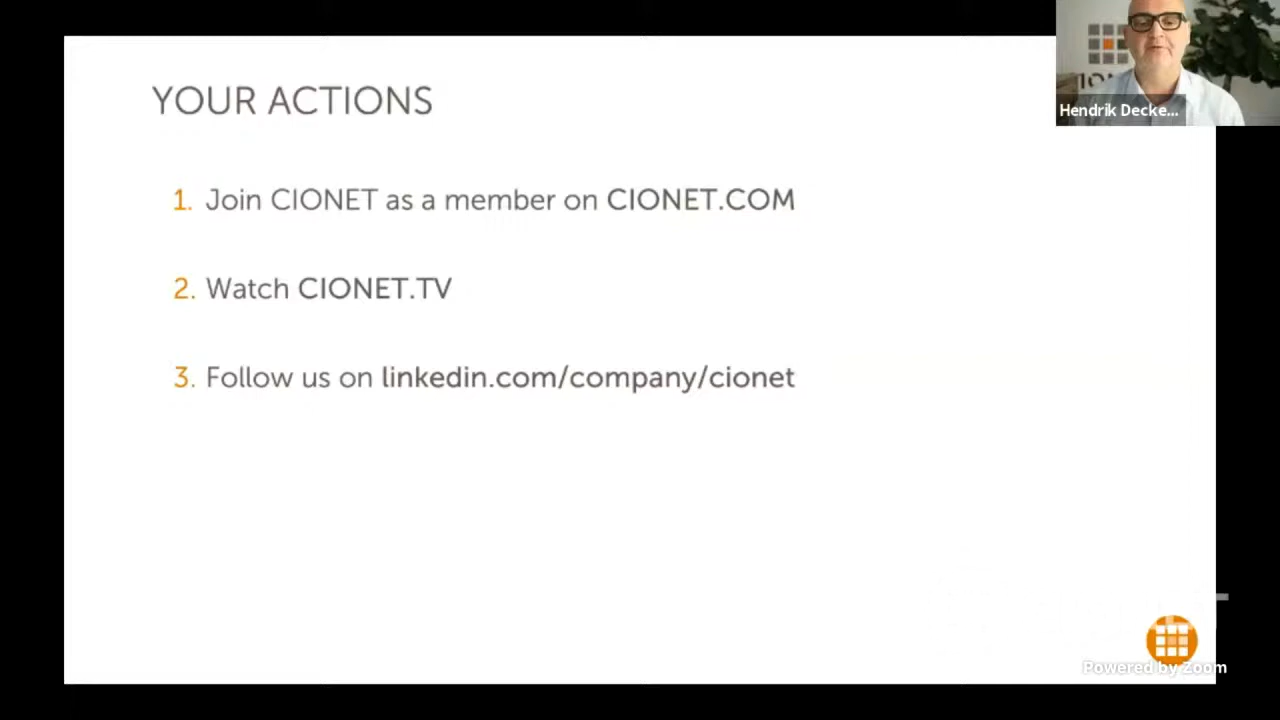 YOUR ACTIONS
Hendrik Decke...
1. Join CIONET as a member on CIONET.COM
2. Watch CIONET.TV
3. Follow us on linkedin.com/company/cionet
Powered by Zoom